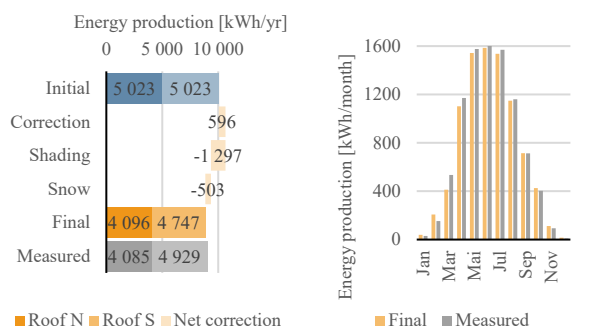 Energy production [kWh/yr]
0 5 000 10 000
Initial 5 023 5 023
Correction 596
Shading -1 297
Snow -503
Final 4 096 4 747
Measured 4 085 4 929
Roof N Roof S Net correction
Energy production [kWh/month]
1600
1200
800
400
0
Jan Mar Mai Jul Sep Nov
Final Measured